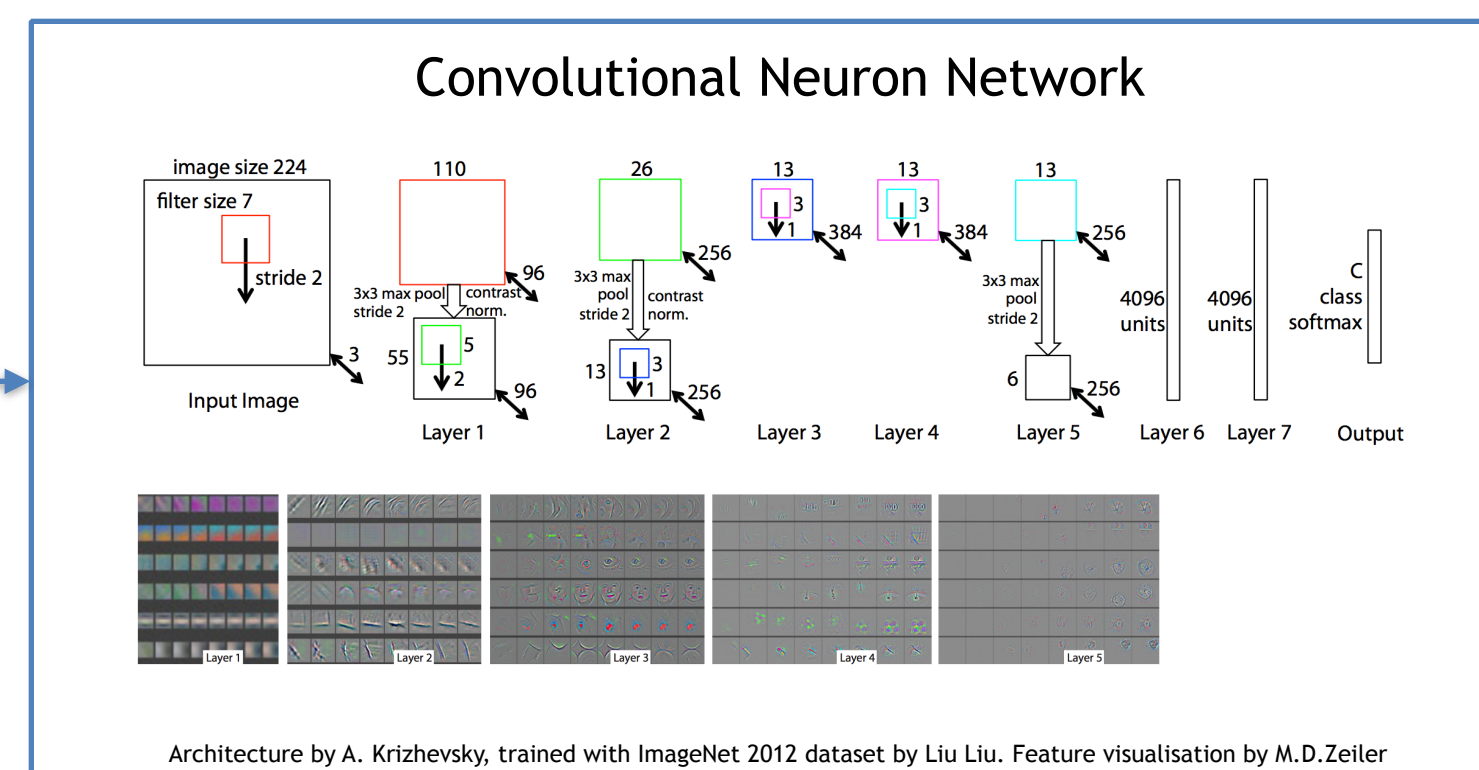 Convolutional Neuron Network
image size 224
filter size 7
stride 2
3
Input Image
110
96
3x3 max pool
stride 2
contrast
norm.
55
5
2
96
Layer 1
26
256
3x3 max
pool
stride 2
contrast
norm.
13
3
1
256
Layer 2
13
3
1
384
Layer 3
13
3
1
384
Layer 4
13
256
3x3 max
pool
stride 2
6
256
Layer 5
4096
units
Layer 6
4096
units
Layer 7
C
class
softmax
Output
Layer 1
Layer 2
Layer 3
Layer 4
Layer 5
Architecture by A. Krizhevsky, trained with ImageNet 2012 dataset by Liu Liu. Feature visualisation by M.D.Zeiler